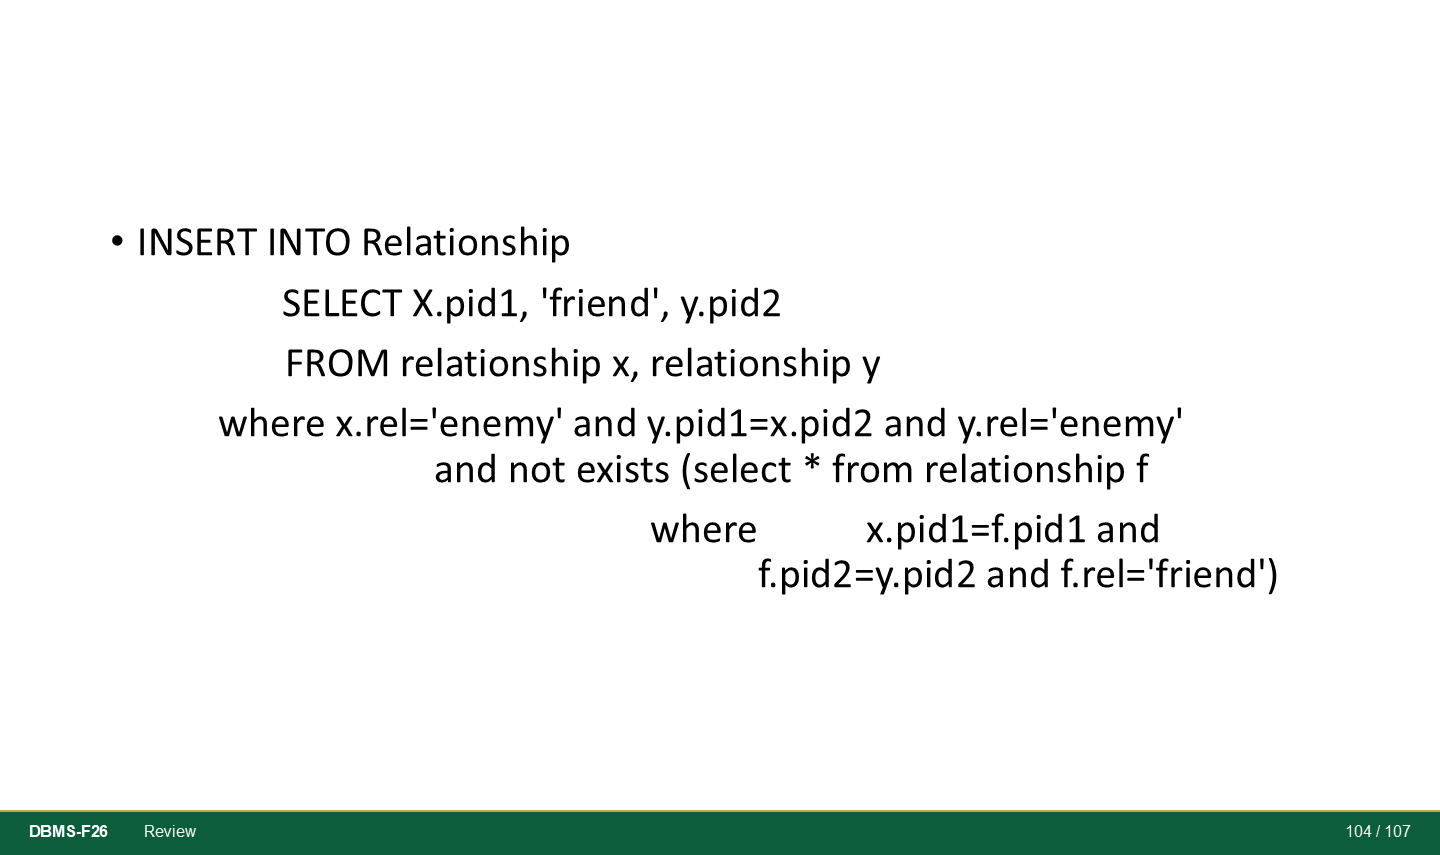 • INSERT INTO Relationship
SELECT X.pid1, 'friend', y.pid2
FROM relationship x, relationship y
where x.rel='enemy' and y.pid1=x.pid2 and y.rel='enemy'
and not exists (select * from relationship f
where x.pid1=f.pid1 and
f.pid2=y.pid2 and f.rel='friend')
DBMS-F26 Review 104 / 107